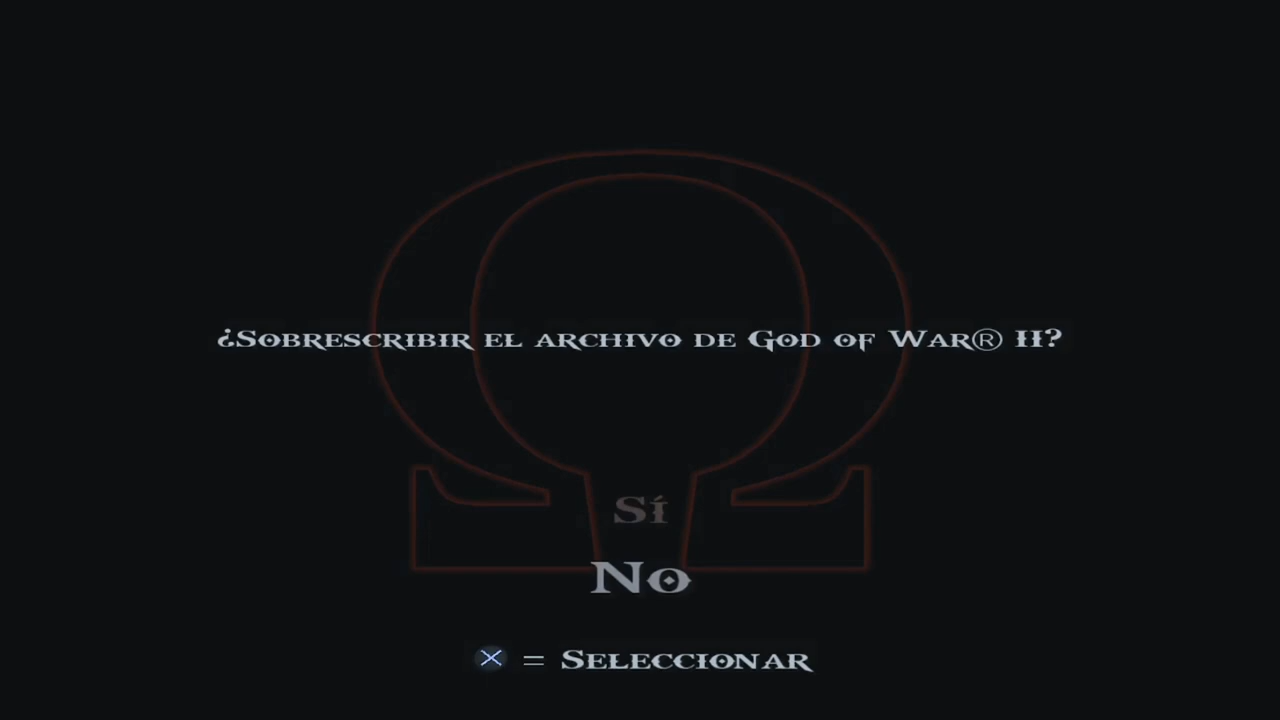 ¿Sobrescribir el archivo de God of War® II?
Sí
No
= Seleccionar